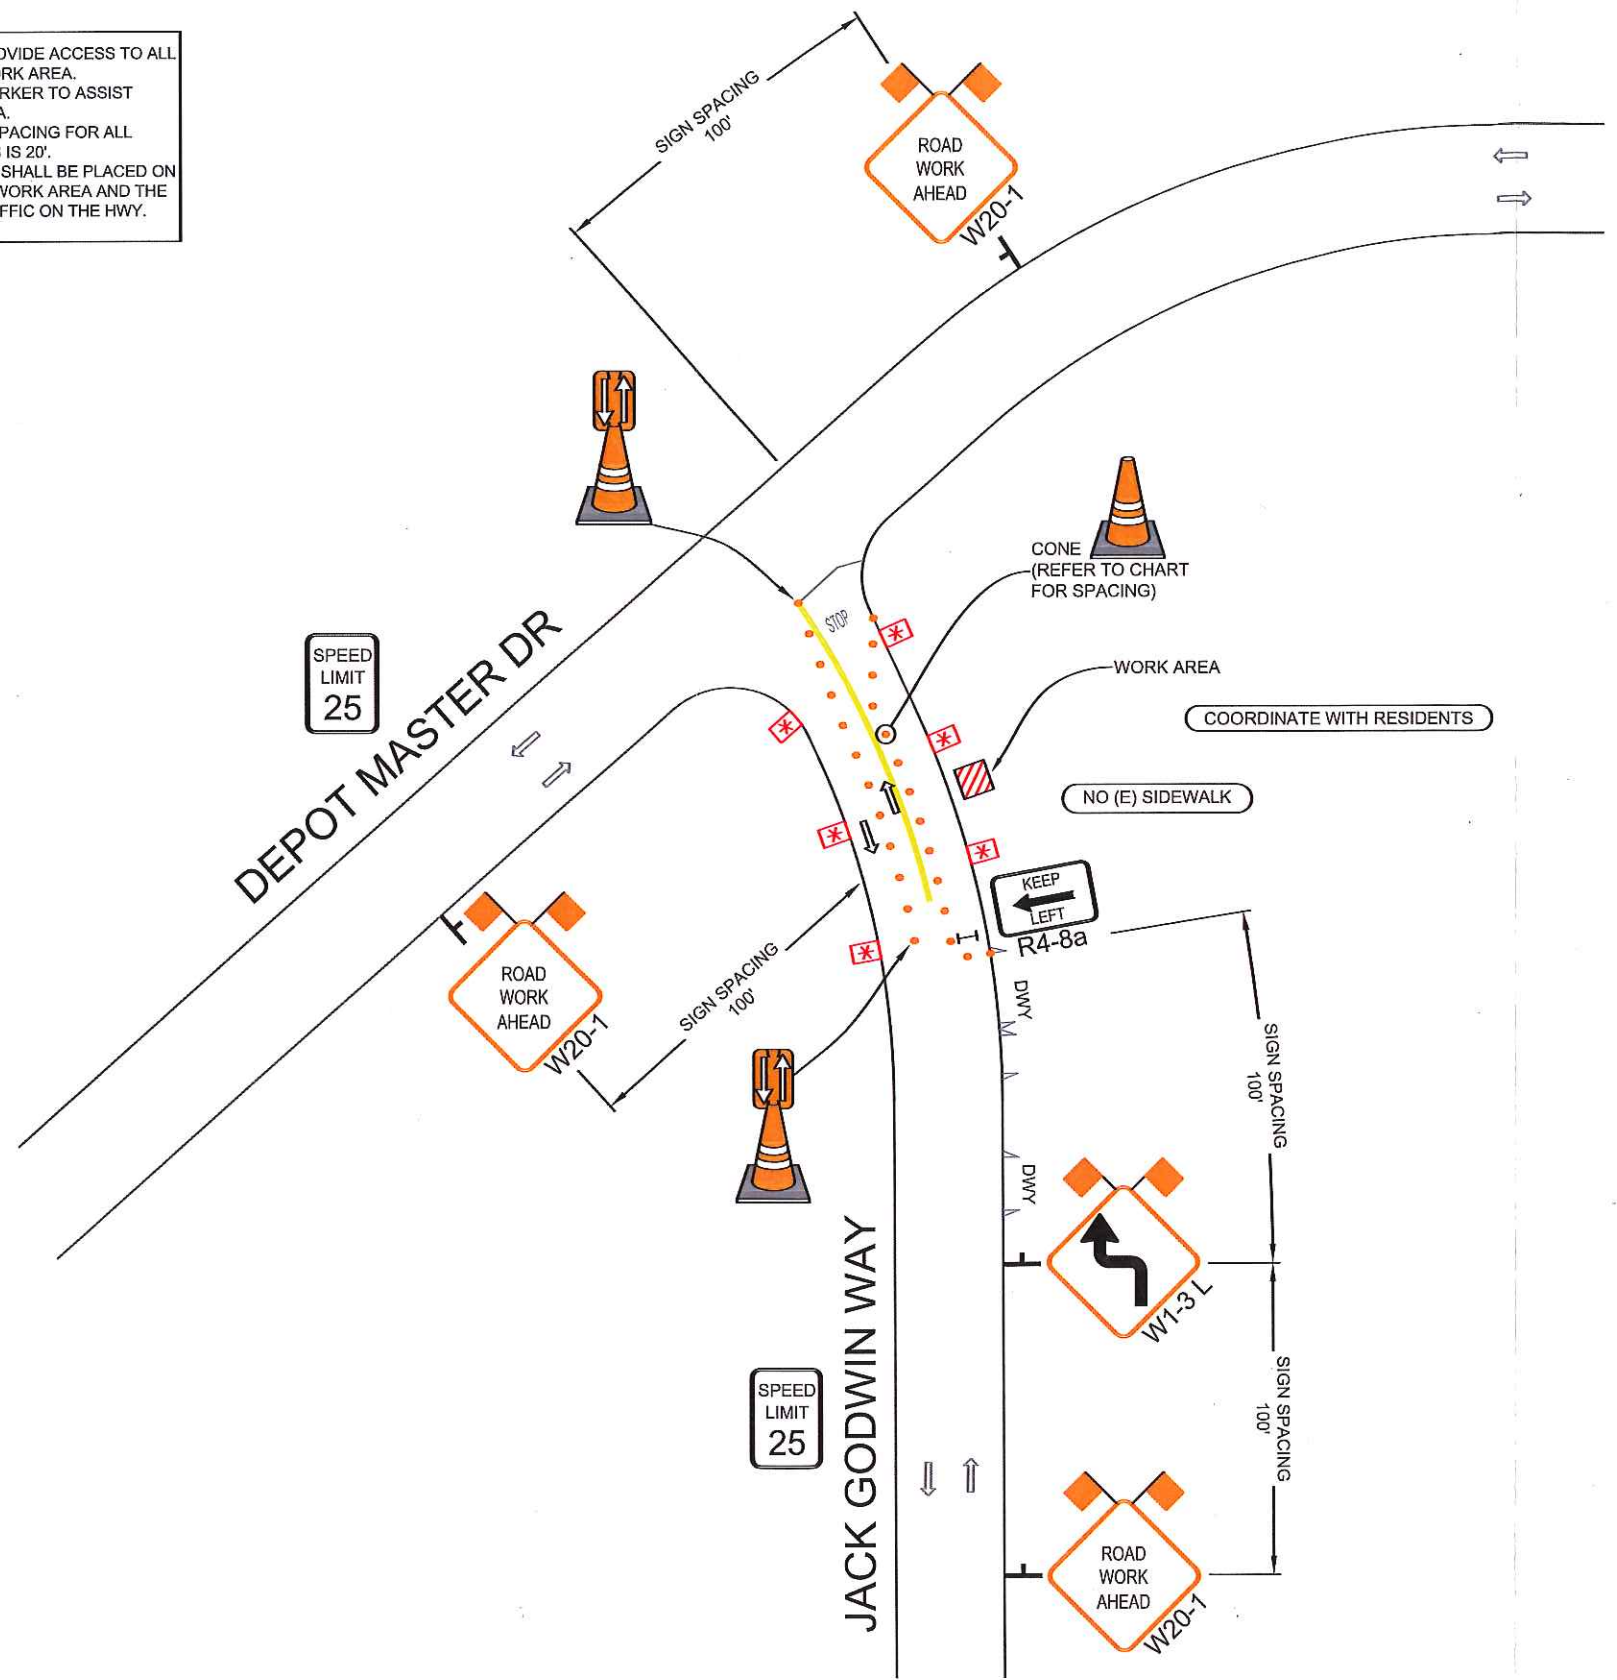 OVIDE ACCESS TO ALL
ORK AREA.
RKER TO ASSIST
A.
PACING FOR ALL
S IS 20'.
SHALL BE PLACED ON
WORK AREA AND THE
FFIC ON THE HWY.
SIGN SPACING
100'
ROAD
WORK
AHEAD
W20-1
CONE
(REFER TO CHART
FOR SPACING)
STOP
SPEED
LIMIT
25
DEPOT MASTER DR
WORK AREA
COORDINATE WITH RESIDENTS
NO (E) SIDEWALK
KEEP
LEFT
R4-8a
ROAD
WORK
AHEAD
W20-1
SIGN SPACING
100'
DWY
SIGN SPACING
100'
DWY
W1-3 L
SPEED
LIMIT
25
JACK GODWIN WAY
SIGN SPACING
100'
ROAD
WORK
AHEAD
W20-1